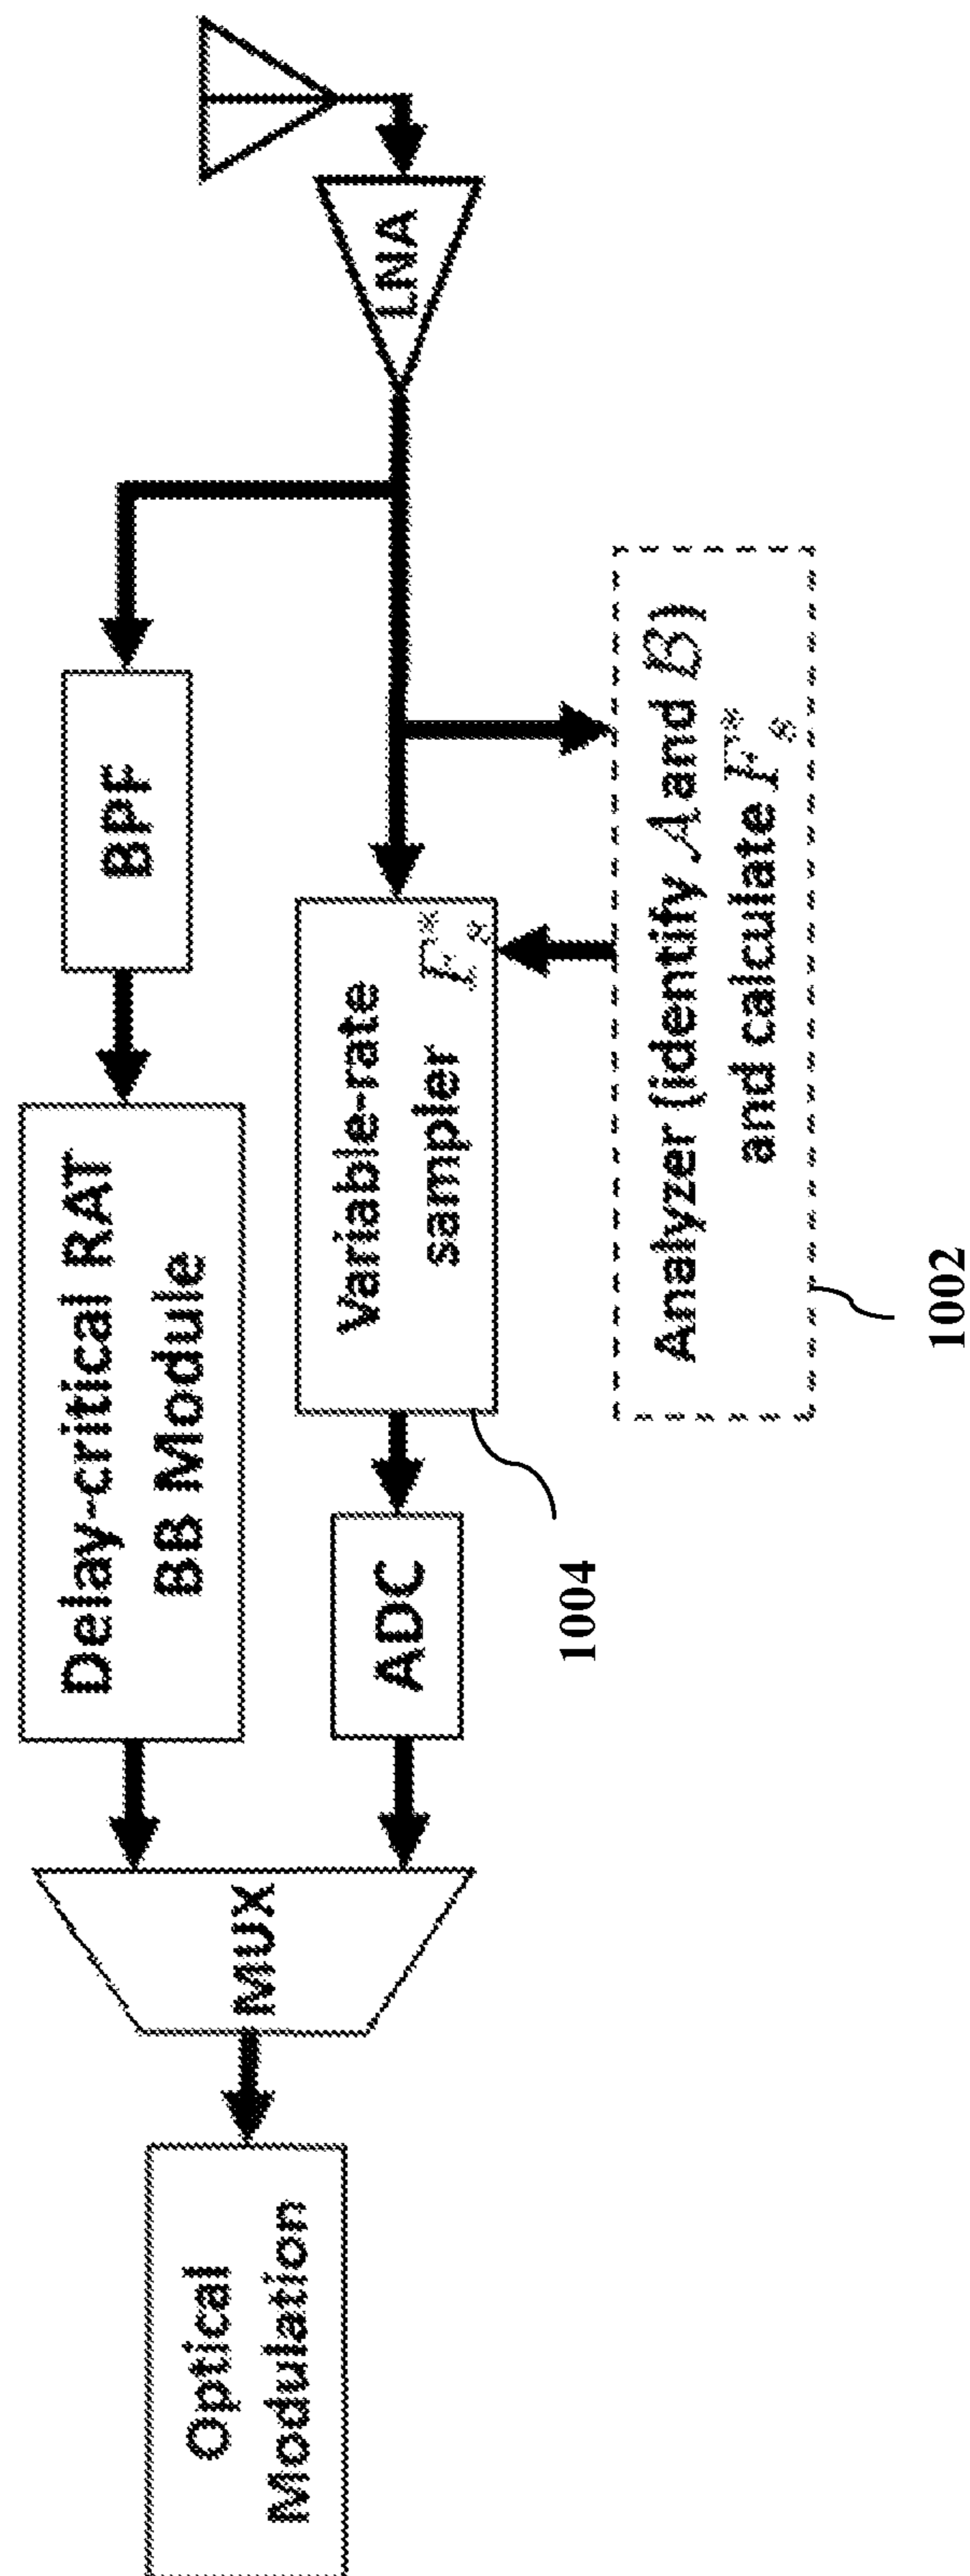 Optical
Modulation
MUX
Delay-critical RAT
BB Module
BPF
ADC
Variable-rate
sampler
F*s
LNA
Analyzer (identify A and B)
and calculate F*s
1004
1002